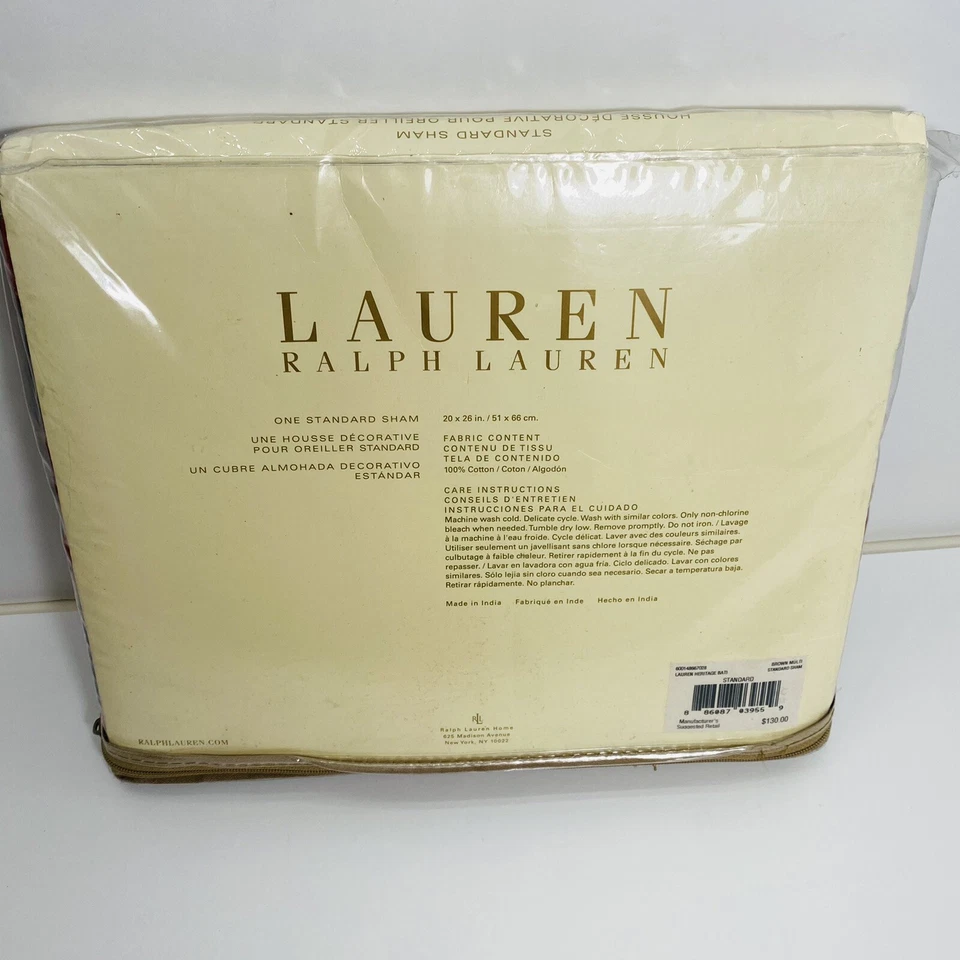 HOUSSE DÉCORATIVE POUR OREILLER STANDARD
STANDARD SHAM
LAUREN
RALPH LAUREN
ONE STANDARD SHAM
UNE HOUSSE DÉCORATIVE
POUR OREILLER STANDARD
UN CUBRE ALMOHADA DECORATIVO
ESTÁNDAR
20 x 26 in. / 51 x 66 cm.
FABRIC CONTENT
CONTENU DE TISSU
TELA DE CONTENIDO
100% Cotton / Coton / Algodón
CARE INSTRUCTIONS
CONSEILS D'ENTRETIEN
INSTRUCCIONES PARA EL CUIDADO
Machine wash cold. Delicate cycle. Wash with similar colors. Only non-chlorine
bleach when needed. Tumble dry low. Remove promptly. Do not iron. / Lavage
à la machine à l'eau froide. Cycle délicat. Laver avec des couleurs similaires.
Utiliser seulement un javellisant sans chlore lorsque nécessaire. Séchage par
culbutage à faible chaleur. Retirer rapidement à la fin du cycle. Ne pas
repasser. / Lavar en lavadora con agua fría. Ciclo delicado. Lavar con colores
similares. Sólo lejía sin cloro cuando sea necesario. Secar a temperatura baja.
Retirar rápidamente. No planchar.
Made in India Fabriqué en Inde Hecho en India
BROWN MULTI
LAUREN HERITAGE BATI STANDARD SHAM
STANDARD
8 86087 03955 9
Manufacturer's
Suggested Retail $130.00
RLL
Ralph Lauren Home
625 Madison Avenue
New York, NY 10022
RALPHLAUREN.COM